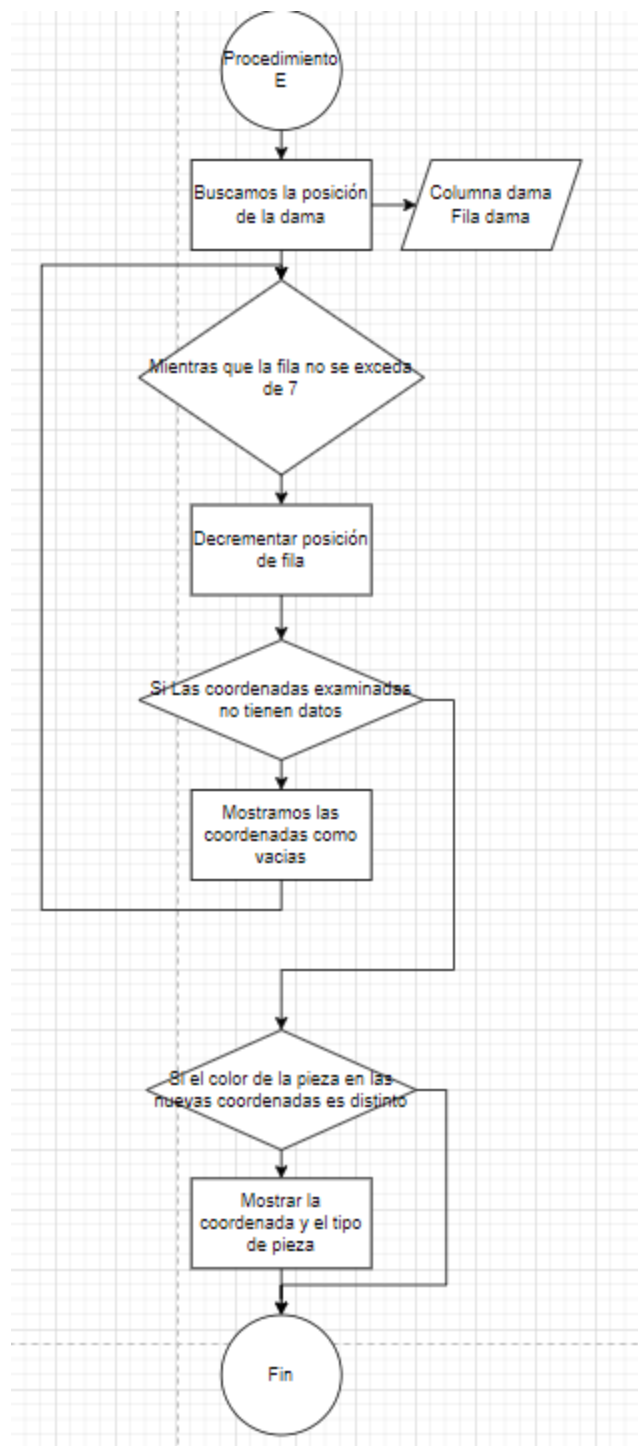 Procedimiento
E
Buscamos la posición
de la dama
Columna dama
Fila dama
Mientras que la fila no se exceda
de 7
Decrementar posición
de fila
Si Las coordenadas examinadas
no tienen datos
Mostramos las
coordenadas como
vacias
Si el color de la pieza en las
nuevas coordenadas es distinto
Mostrar la
coordenada y el tipo
de pieza
Fin